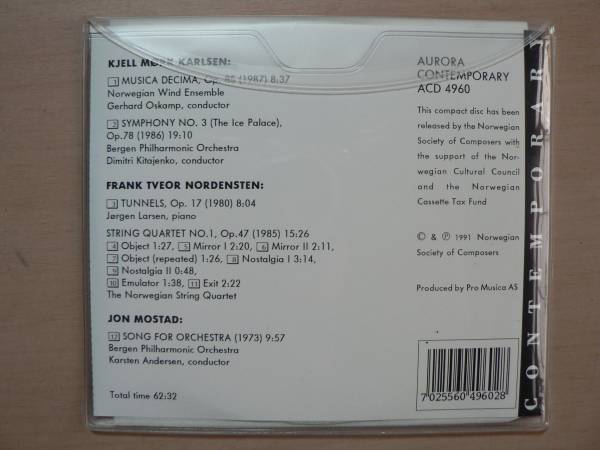 KJELL MØRK KARLSEN:
1 MUSICA DECIMA, Op. 88 (1987) 8:37
Norwegian Wind Ensemble
Gerhard Oskamp, conductor
2 SYMPHONY NO. 3 (The Ice Palace),
Op.78 (1986) 19:10
Bergen Philharmonic Orchestra
Dimitri Kitajenko, conductor
FRANK TVEOR NORDENSTEN:
3 TUNNELS, Op. 17 (1980) 8:04
Jørgen Larsen, piano
STRING QUARTET NO.1, Op.47 (1985) 15:26
4 Object 1:27, 5 Mirror I 2:20, 6 Mirror II 2:11,
7 Object (repeated) 1:26, 8 Nostalgia I 3:14,
9 Nostalgia II 0:48,
10 Emulator 1:38, 11 Exit 2:22
The Norwegian String Quartet
JON MOSTAD:
12 SONG FOR ORCHESTRA (1973) 9:57
Bergen Philharmonic Orchestra
Karsten Andersen, conductor
Total time 62:32
AURORA
CONTEMPORARY
ACD 4960
This compact disc has been
released by the Norwegian
Society of Composers with
the support of the Nor-
wegian Cultural Council
and the Norwegian
Cassette Tax Fund
© & ℗ 1991 Norwegian
Society of Composers
Produced by Pro Musica AS
7025560496028
CONTEMPORARY